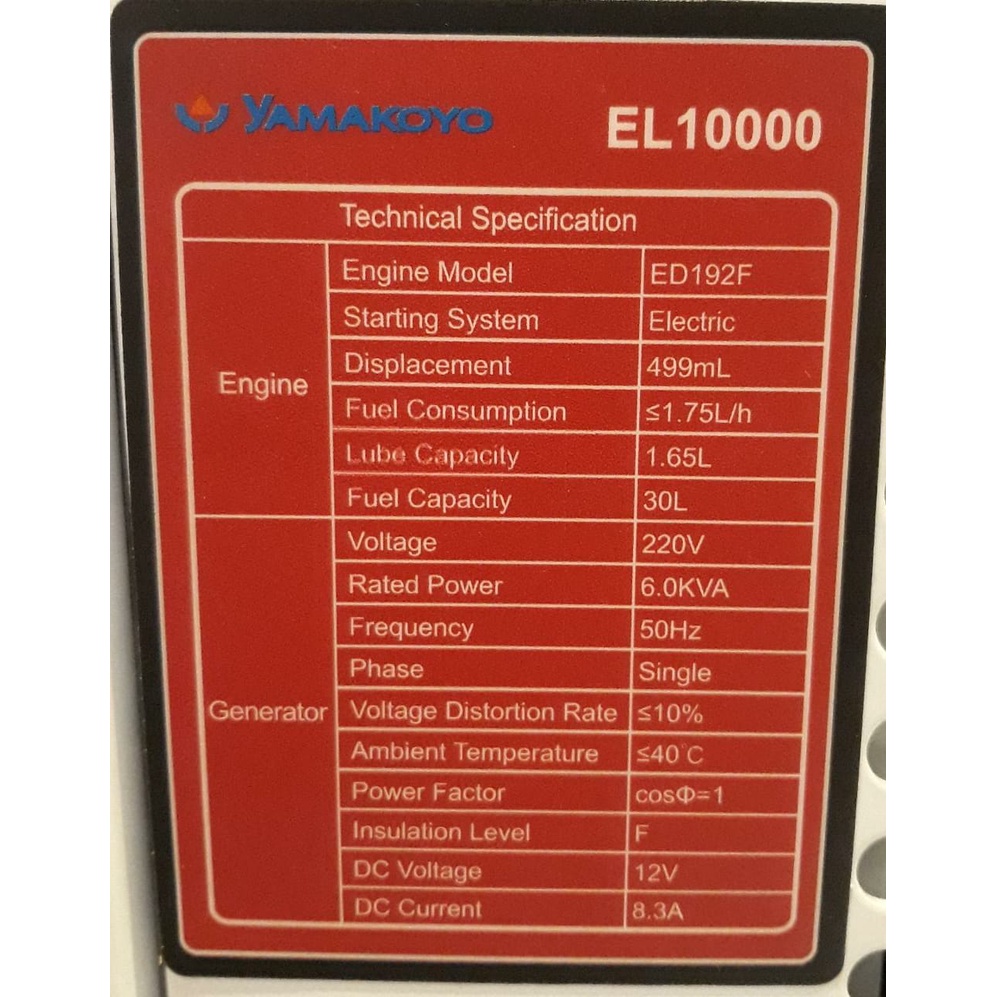 YAMAKOYO EL10000
Technical Specification
Engine
Engine Model ED192F
Starting System Electric
Displacement 499mL
Fuel Consumption ≤1.75L/h
Lube Capacity 1.65L
Fuel Capacity 30L
Generator
Voltage 220V
Rated Power 6.0KVA
Frequency 50Hz
Phase Single
Voltage Distortion Rate ≤10%
Ambient Temperature ≤40°C
Power Factor cosΦ=1
Insulation Level F
DC Voltage 12V
DC Current 8.3A